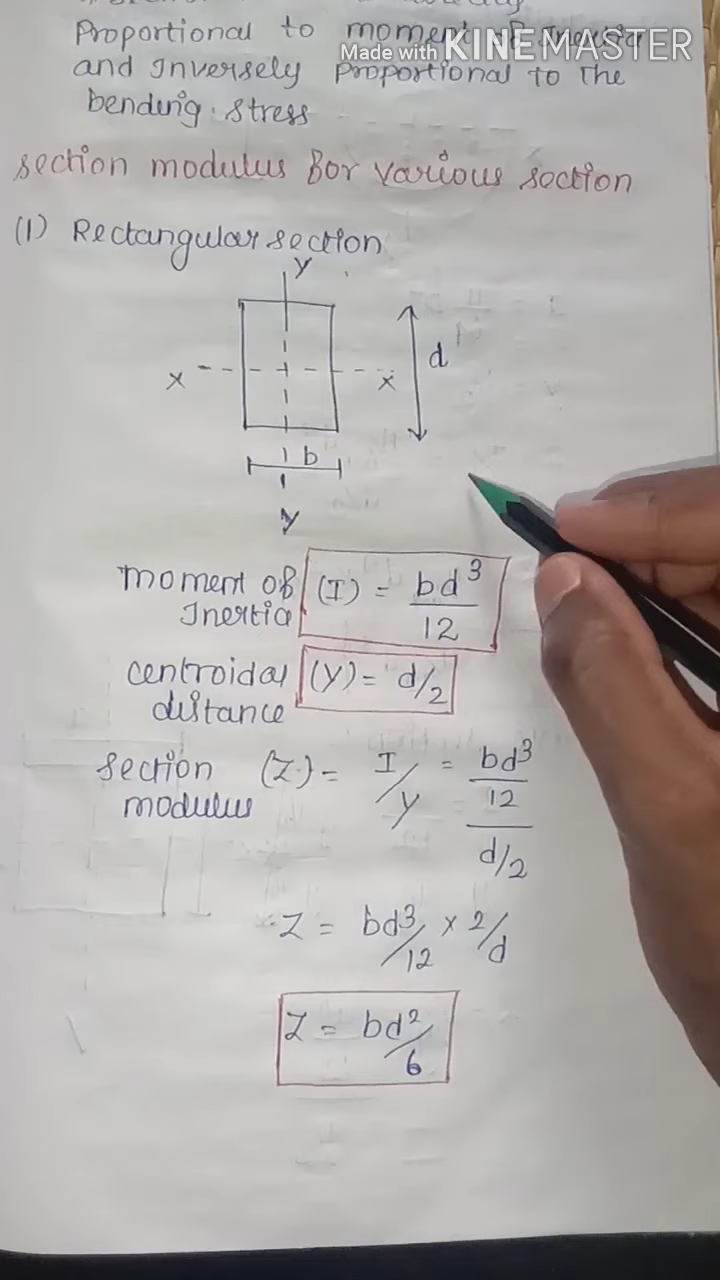 Proportional to moment of Inertia
Made with KINEMASTER
and Inversely proportional to The
bending stress
section modulus for various section
(1) Rectangular section
y
x x
d
b
y
moment of Inertia (I) = bd³/12
centroidal distance (y) = d/2
section modulus (Z) = I/y = bd³/12 / d/2
Z = bd³/12 × 2/d
Z = bd²/6